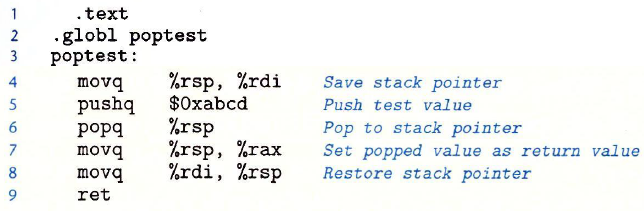 1 .text
2 .globl poptest
3 poptest:
4 movq %rsp, %rdi Save stack pointer
5 pushq $0xabcd Push test value
6 popq %rsp Pop to stack pointer
7 movq %rsp, %rax Set popped value as return value
8 movq %rdi, %rsp Restore stack pointer
9 ret